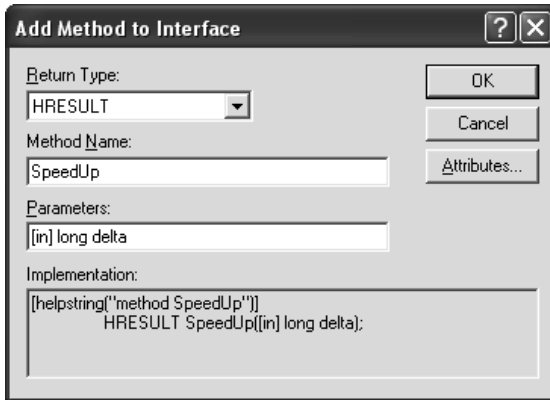 Add Method to Interface
Return Type:
OK
HRESULT
Cancel
Method Name:
SpeedUp
Attributes...
Parameters:
[in] long delta
Implementation:
[helpstring("method SpeedUp")]
HRESULT SpeedUp([in] long delta);